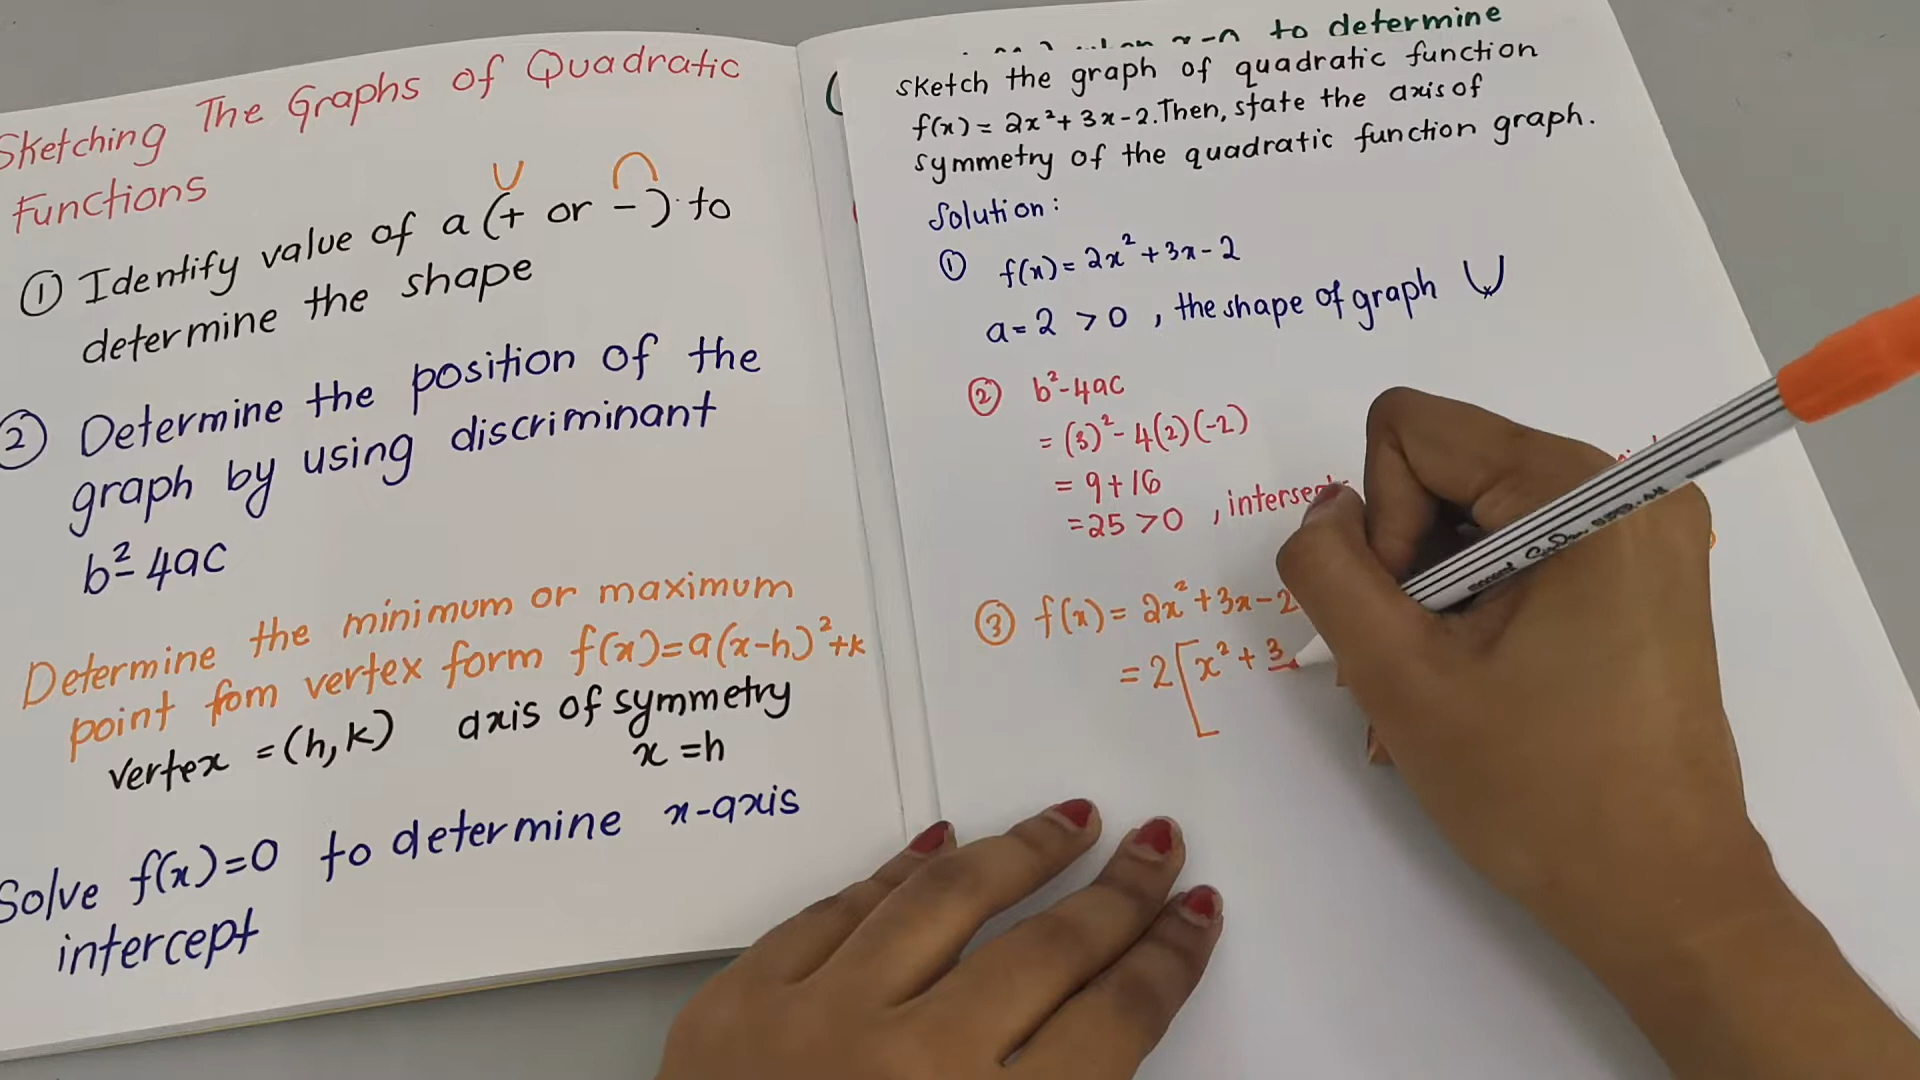 Sketching The Graphs of Quadratic
Functions
① Identify value of a (+ or -) to
determine the shape
② Determine the position of the
graph by using discriminant
b²-4ac
Determine the minimum or maximum
point fom vertex form f(x)=a(x-h)²+k
vertex =(h,k) axis of symmetry
x =h
Solve f(x)=0 to determine x-axis
intercept
to determine
sketch the graph of quadratic function
f(x)= 2x²+3x-2.Then, state the axis of
symmetry of the quadratic function graph.
Solution:
① f(x)= 2x²+3x-2
a=2 >0 , the shape of graph
② b²-4ac
= (3)²-4(2)(-2)
= 9+16
=25 >0 ,
③ f(x)= 2x²+3x-2
= 2[x²+3